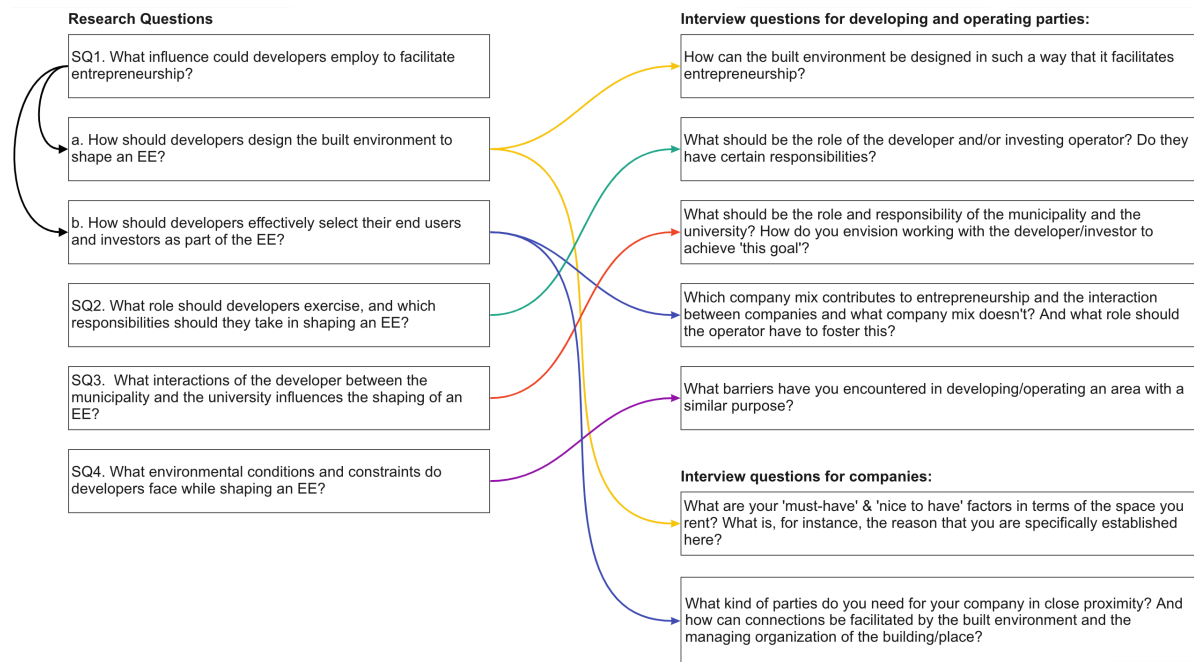 Research Questions
SQ1. What influence could developers employ to facilitate
entrepreneurship?
a. How should developers design the built environment to
shape an EE?
b. How should developers effectively select their end users
and investors as part of the EE?
SQ2. What role should developers exercise, and which
responsibilities should they take in shaping an EE?
SQ3.  What interactions of the developer between the
municipality and the university influences the shaping of an
EE?
SQ4. What environmental conditions and constraints do
developers face while shaping an EE?
Interview questions for developing and operating parties:
How can the built environment be designed in such a way that it facilitates
entrepreneurship?
What should be the role of the developer and/or investing operator? Do they
have certain responsibilities?
What should be the role and responsibility of the municipality and the
university? How do you envision working with the developer/investor to
achieve 'this goal'?
Which company mix contributes to entrepreneurship and the interaction
between companies and what company mix doesn't? And what role should
the operator have to foster this?
What barriers have you encountered in developing/operating an area with a
similar purpose?
Interview questions for companies:
What are your 'must-have' & 'nice to have' factors in terms of the space you
rent? What is, for instance, the reason that you are specifically established
here?
What kind of parties do you need for your company in close proximity? And
how can connections be facilitated by the built environment and the
managing organization of the building/place?